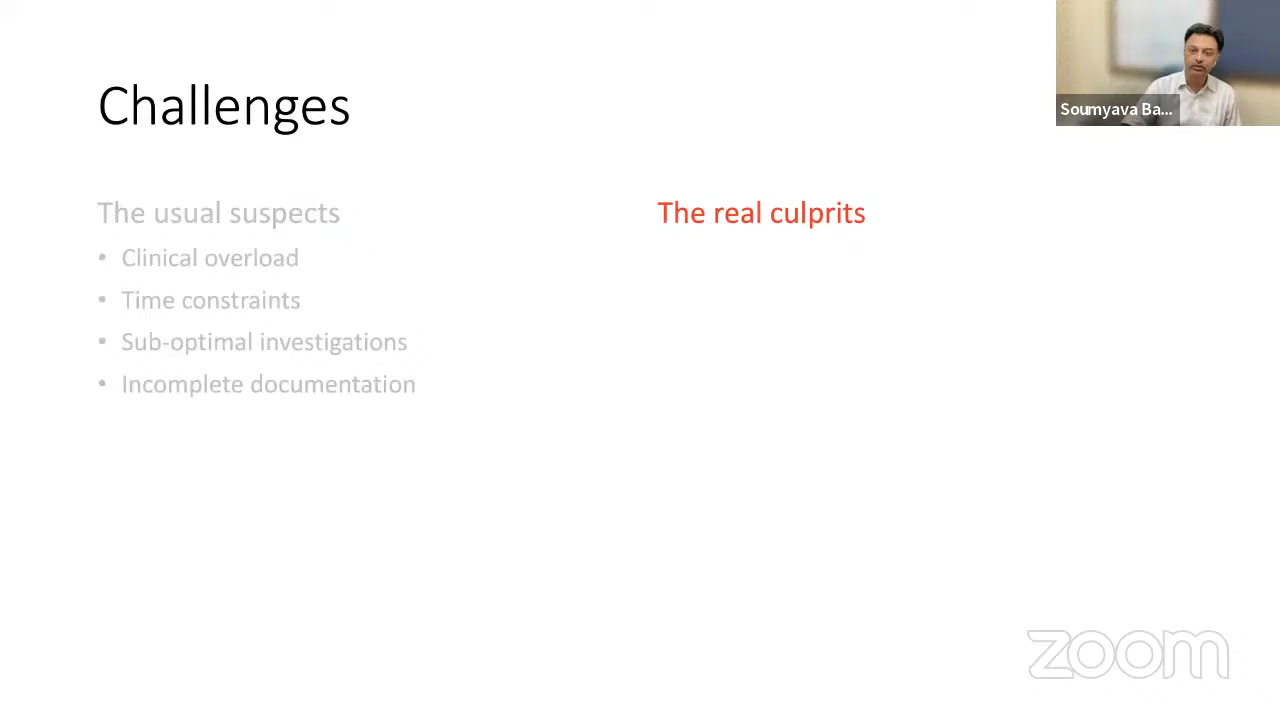 Challenges
Soumyava Ba...
The usual suspects
• Clinical overload
• Time constraints
• Sub-optimal investigations
• Incomplete documentation
The real culprits
zoom